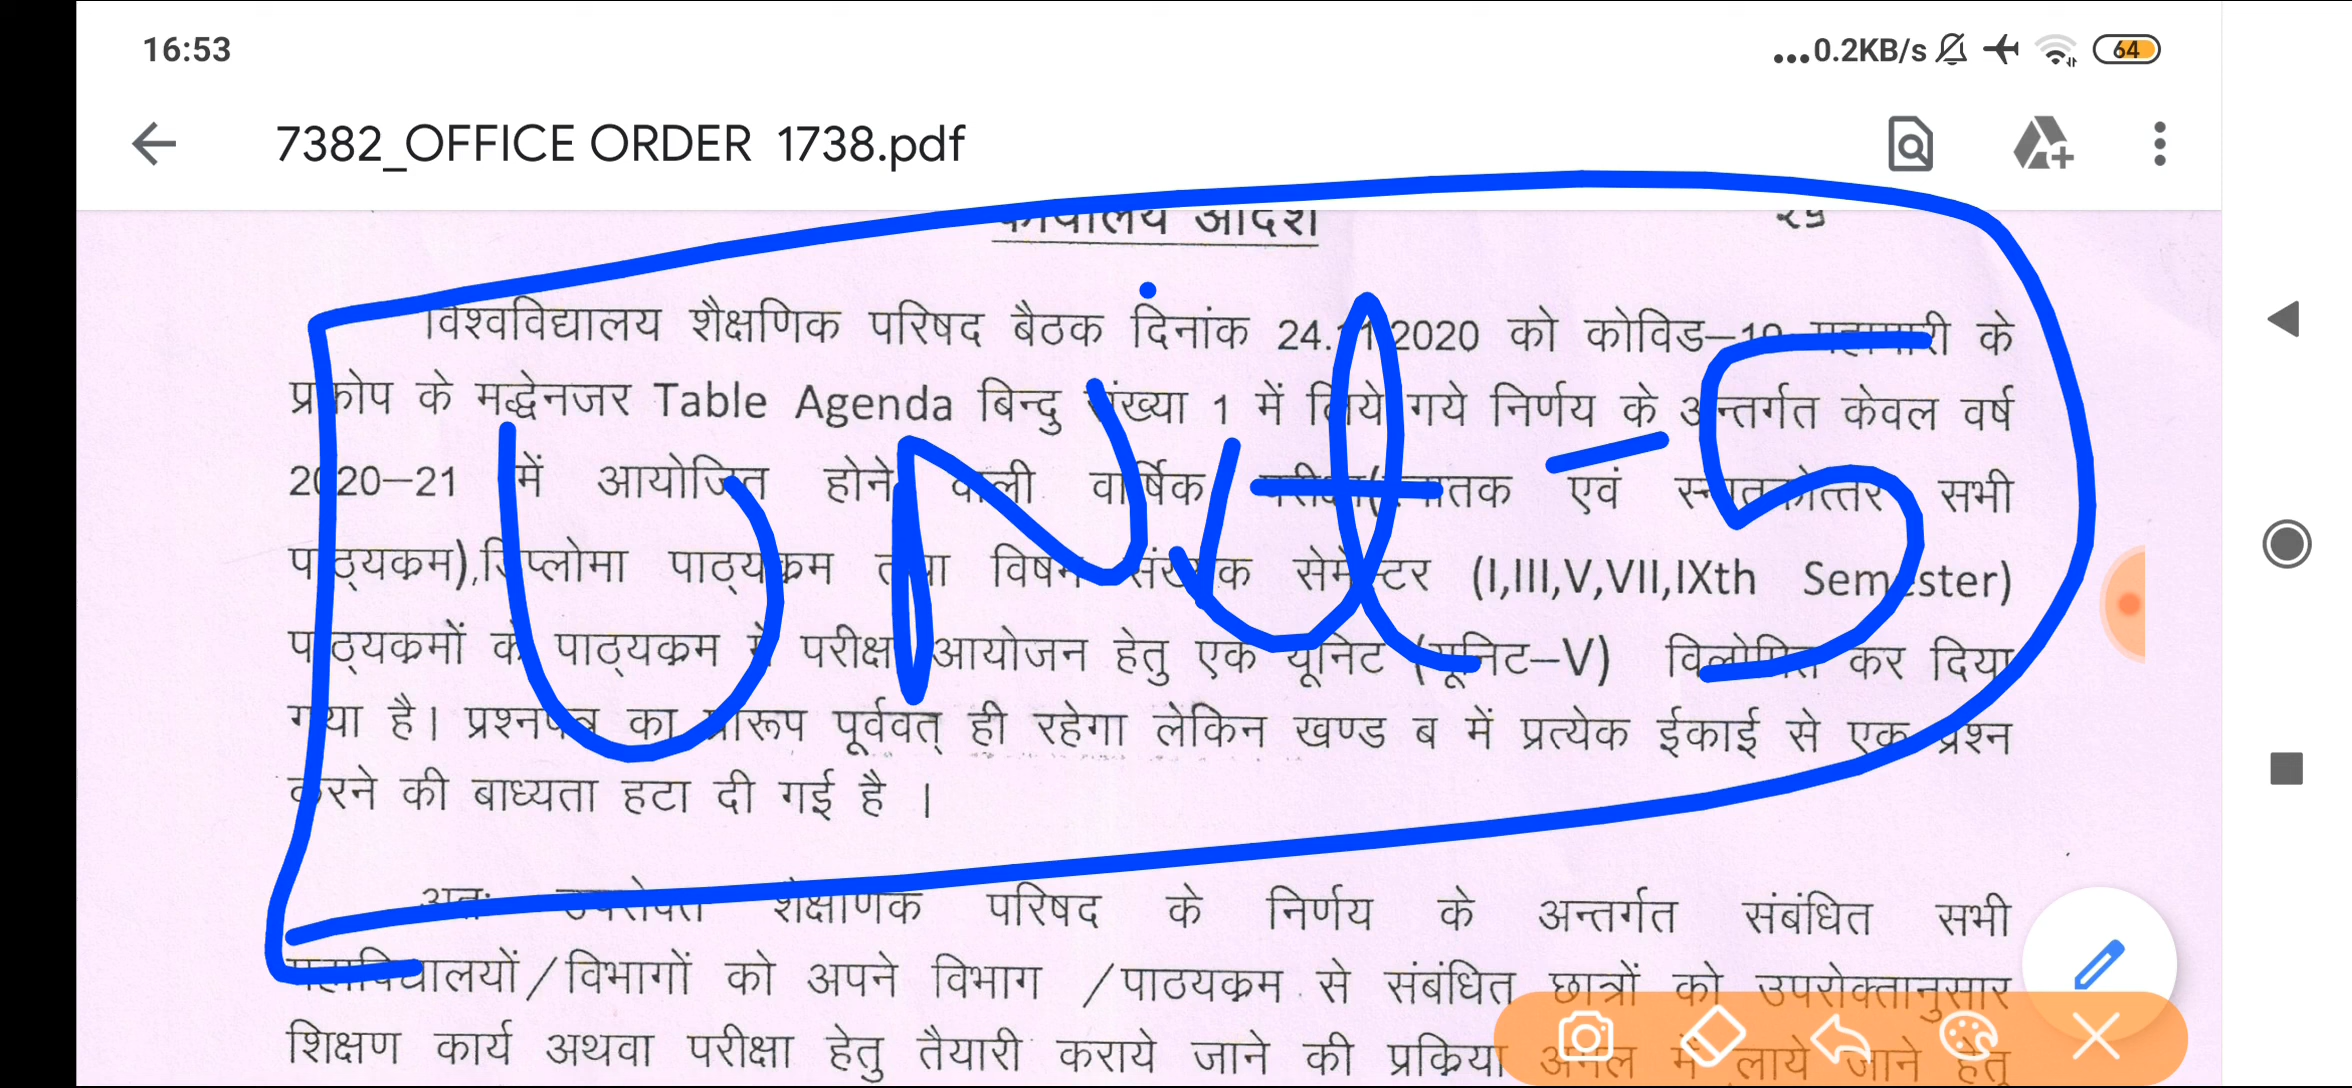 16:53 ...0.2KB/s 64
7382_OFFICE ORDER 1738.pdf
कार्यालय आदेश
विश्वविद्यालय शैक्षणिक परिषद बैठक दिनांक 24.11.2020 को कोविड–19 महामारी के
प्रकोप के मद्धेनजर Table Agenda बिन्दु संख्या 1 में लिये गये निर्णय के अन्तर्गत केवल वर्ष
2020–21 में आयोजित होने वाली वार्षिक परीक्षा(स्नातक एवं स्नातकोत्तर सभी
पाठ्यक्रम),डिप्लोमा पाठ्यक्रम तथा विषम संख्यक सेमेस्टर (I,III,V,VII,IXth Semester)
पाठ्यक्रमों के पाठ्यक्रम में परीक्षा आयोजन हेतु एक यूनिट (यूनिट–V) विलोपित कर दिया
गया है। प्रश्नपत्र का प्रारूप पूर्ववत् ही रहेगा लेकिन खण्ड ब में प्रत्येक ईकाई से एक प्रश्न
करने की बाध्यता हटा दी गई है ।
UNit - 5
अतः उपरोक्त शैक्षाणिक परिषद के निर्णय के अन्तर्गत संबंधित सभी
महाविद्यालयों/विभागों को अपने विभाग /पाठयक्रम से संबंधित छात्रों को उपरोक्तानुसार
शिक्षण कार्य अथवा परीक्षा हेतु तैयारी कराये जाने की प्रक्रिया अमल में लाये जाने हेतु